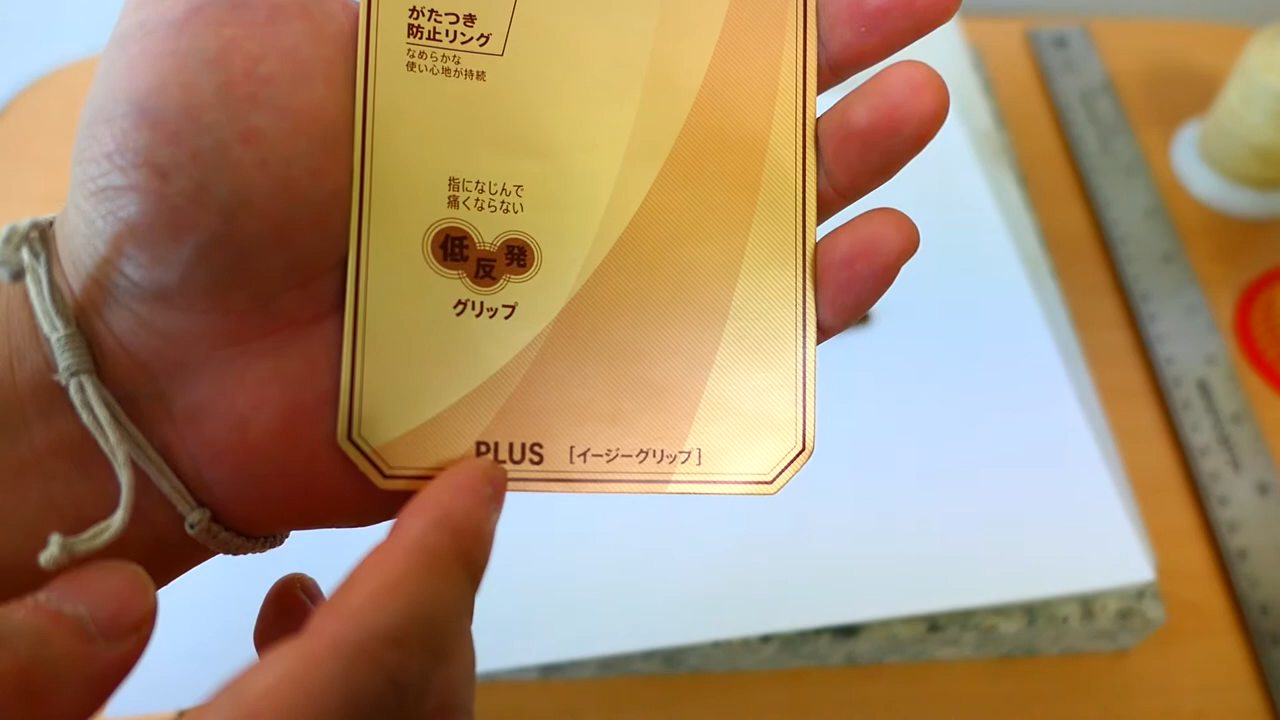 がたつき
防止リング
なめらかな
使い心地が持続
指になじんで
痛くならない
低反発
グリップ
PLUS [イージーグリップ]